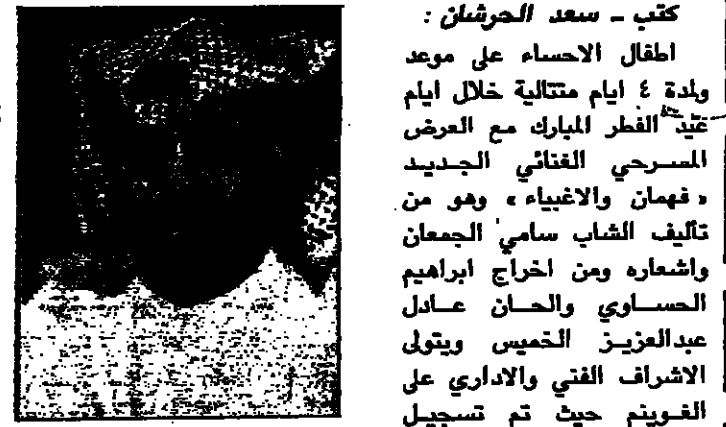 كتب ـ سعد الحرشان :
اطفال الاحساء على موعد
ولمدة ٤ ايام متتالية خلال ايام
عيد الفطر المبارك مع العرض
المسرحي الغنائي الجديد
« فهمان والاغبياء » وهو من
تأليف الشاب سامي الجمعان
واشعاره ومن اخراج ابراهيم
الحساوي والحان عادل
عبدالعزيز الخميس ويتولى
الاشراف الفني والاداري على
الغوينم حيث تم تسجيل